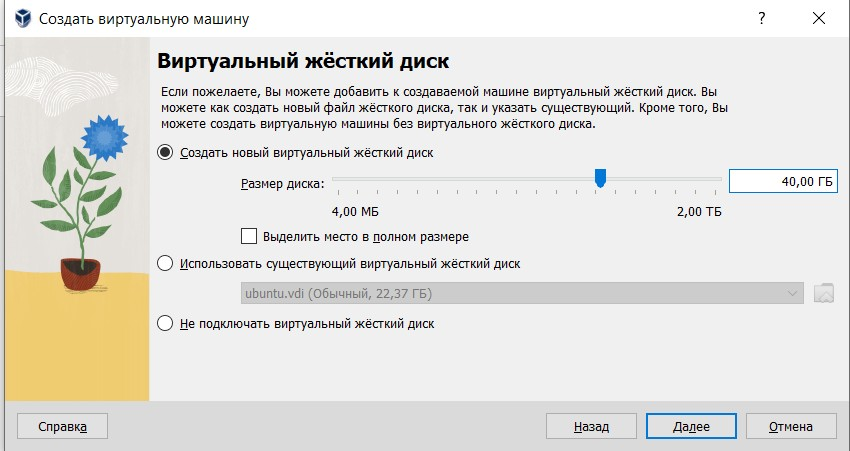 Создать виртуальную машину
?
Виртуальный жёсткий диск
Если пожелаете, Вы можете добавить к создаваемой машине виртуальный жёсткий диск. Вы
можете как создать новый файл жёсткого диска, так и указать существующий. Кроме того, Вы
можете создать виртуальную машины без виртуального жёсткого диска.
Создать новый виртуальный жёсткий диск
Размер диска:
40,00 ГБ
4,00 МБ
2,00 ТБ
Выделить место в полном размере
Использовать существующий виртуальный жёсткий диск
ubuntu.vdi (Обычный, 22,37 ГБ)
Не подключать виртуальный жёсткий диск
Справка
Назад
Далее
Отмена